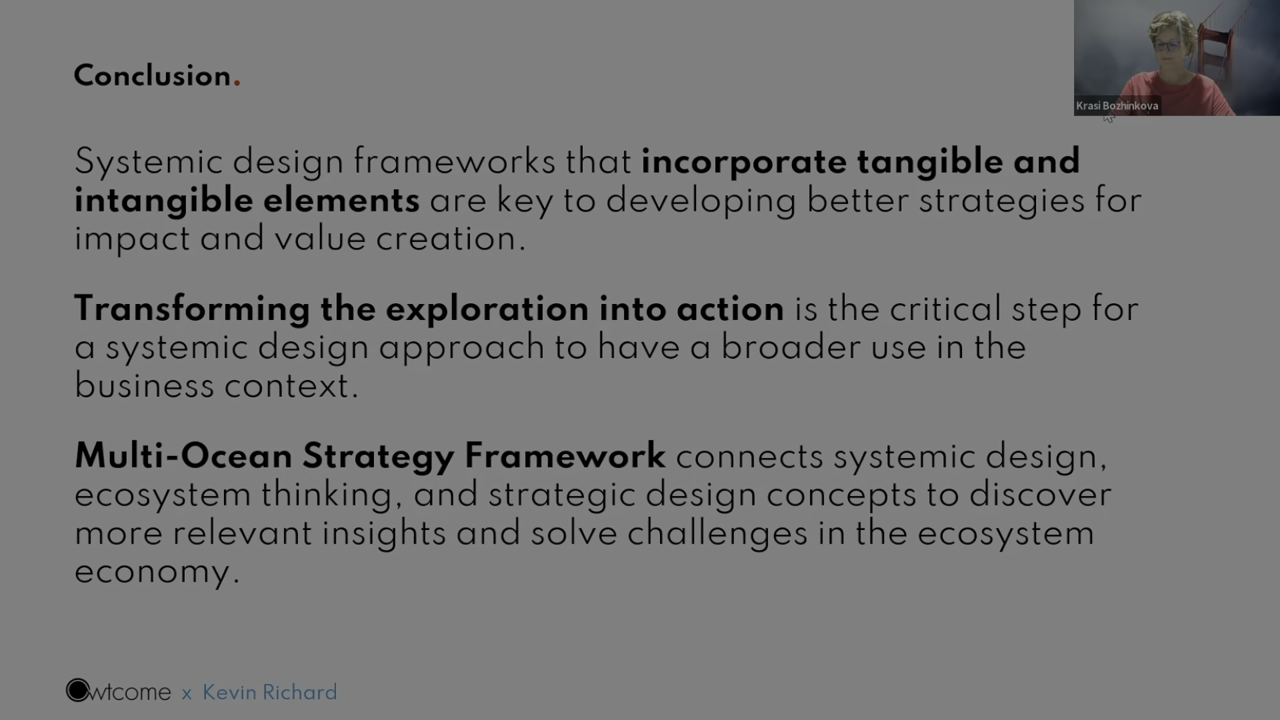 Conclusion.
Krasi Bozhinkova
Systemic design frameworks that incorporate tangible and
intangible elements are key to developing better strategies for
impact and value creation.
Transforming the exploration into action is the critical step for
a systemic design approach to have a broader use in the
business context.
Multi-Ocean Strategy Framework connects systemic design,
ecosystem thinking, and strategic design concepts to discover
more relevant insights and solve challenges in the ecosystem
economy.
Owtcome x Kevin Richard